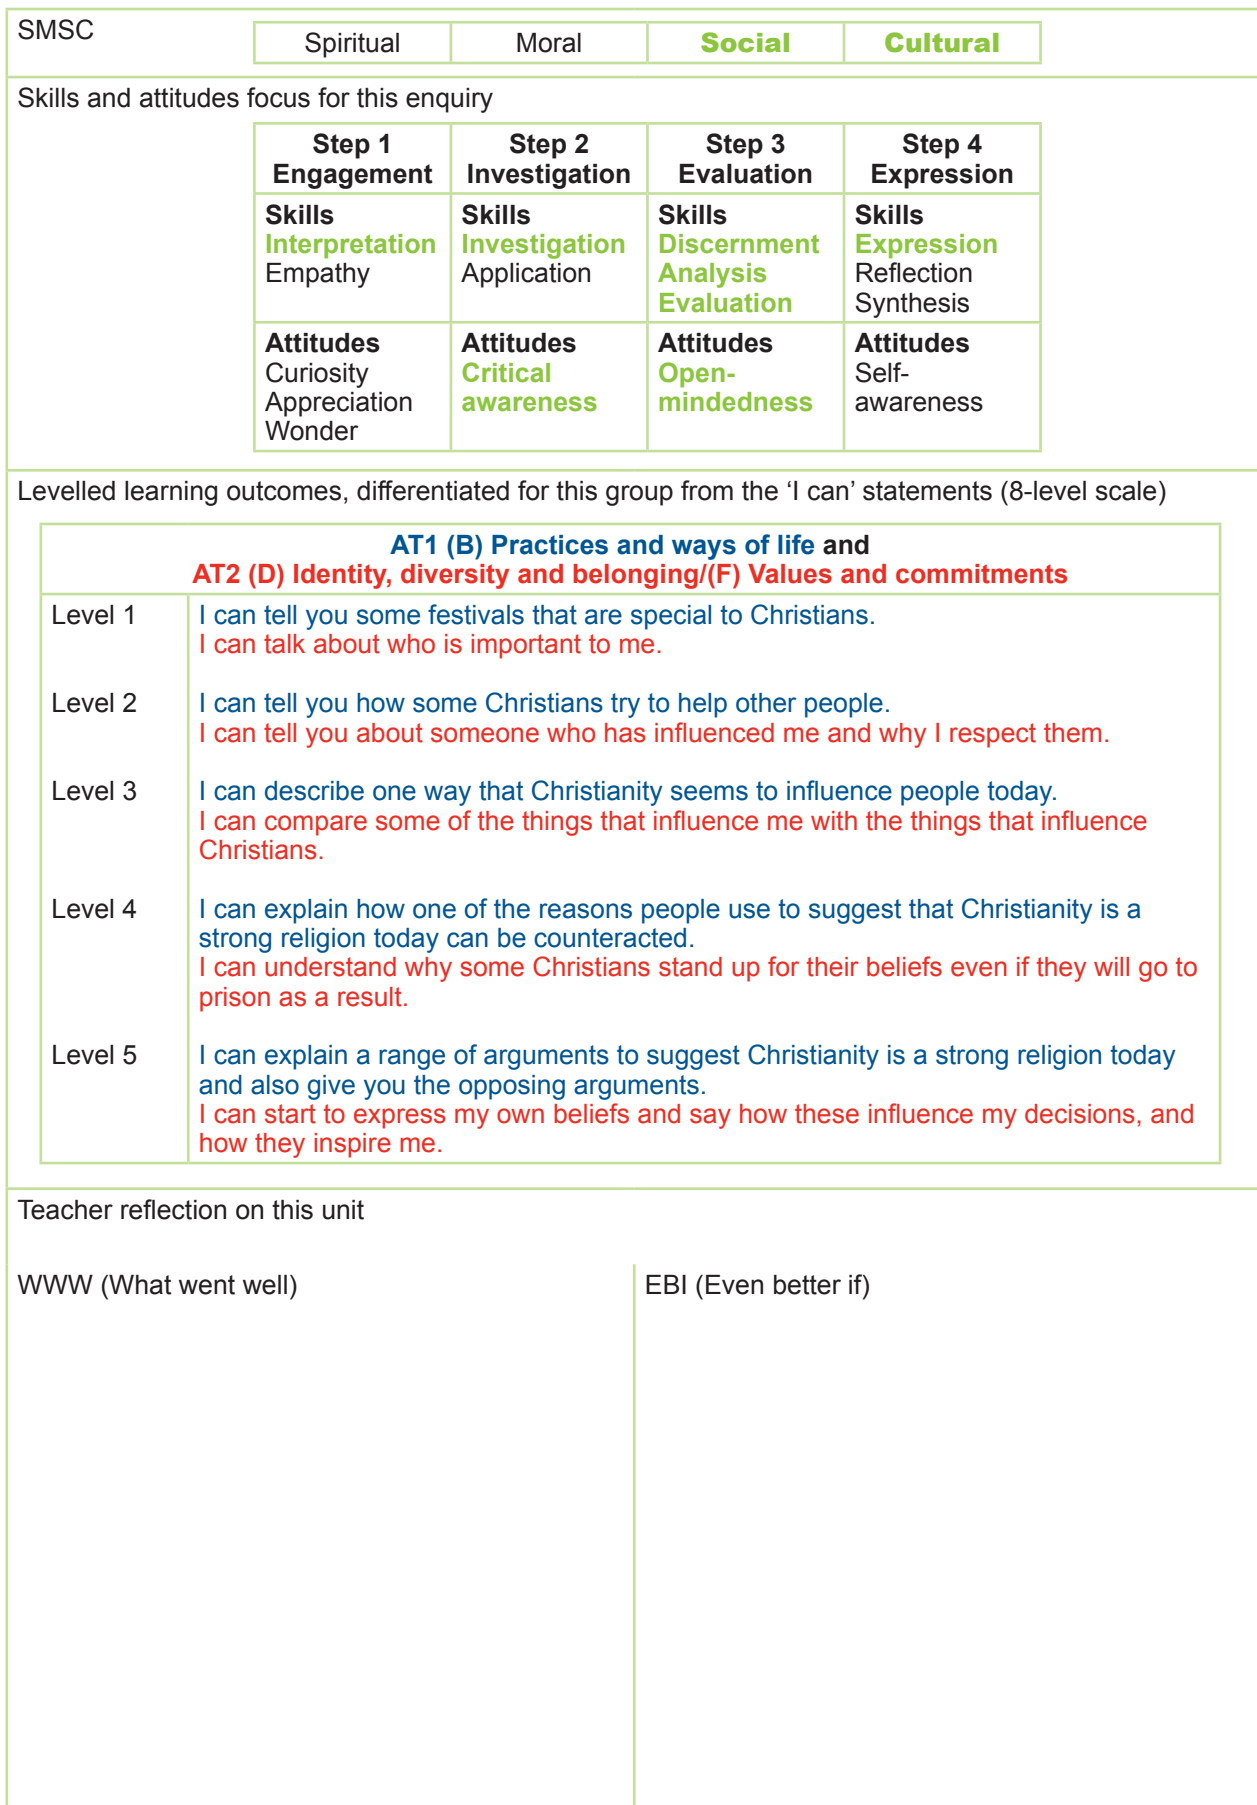 SMSC
Spiritual Moral Social Cultural
Skills and attitudes focus for this enquiry
Step 1 Step 2 Step 3 Step 4
Engagement Investigation Evaluation Expression
Skills Skills Skills Skills
Interpretation Investigation Discernment Expression
Empathy Application Analysis Reflection
Evaluation Synthesis
Attitudes Attitudes Attitudes Attitudes
Curiosity Critical Open- Self-
Appreciation awareness mindedness awareness
Wonder
Levelled learning outcomes, differentiated for this group from the ‘I can’ statements (8-level scale)
AT1 (B) Practices and ways of life and
AT2 (D) Identity, diversity and belonging/(F) Values and commitments
Level 1 I can tell you some festivals that are special to Christians.
I can talk about who is important to me.
Level 2 I can tell you how some Christians try to help other people.
I can tell you about someone who has influenced me and why I respect them.
Level 3 I can describe one way that Christianity seems to influence people today.
I can compare some of the things that influence me with the things that influence
Christians.
Level 4 I can explain how one of the reasons people use to suggest that Christianity is a
strong religion today can be counteracted.
I can understand why some Christians stand up for their beliefs even if they will go to
prison as a result.
Level 5 I can explain a range of arguments to suggest Christianity is a strong religion today
and also give you the opposing arguments.
I can start to express my own beliefs and say how these influence my decisions, and
how they inspire me.
Teacher reflection on this unit
WWW (What went well) EBI (Even better if)